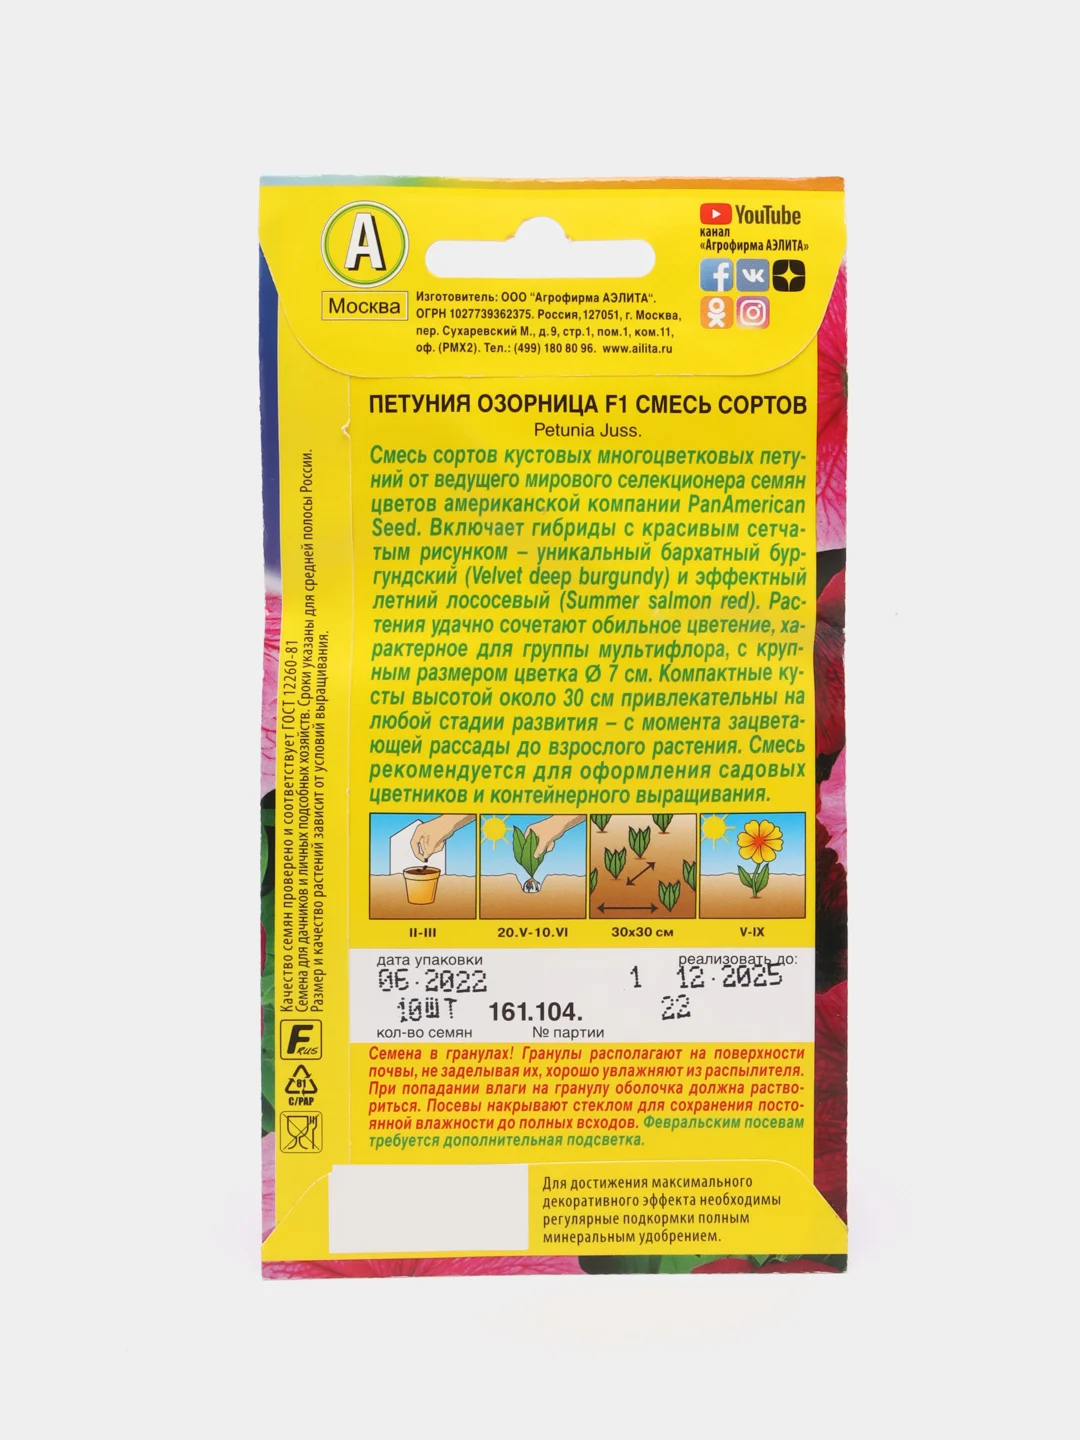 А
Москва
YouTube
канал
«Агрофирма АЭЛИТА»
Изготовитель: ООО "Агрофирма АЭЛИТА".
ОГРН 1027739362375. Россия,127051, г. Москва,
пер. Сухаревский М., д.9, стр.1, пом.1, ком.11,
оф. (РМХ2). Тел.: (499) 180 80 96. www.ailita.ru
ПЕТУНИЯ ОЗОРНИЦА F1 СМЕСЬ СОРТОВ
Petunia Juss.
Смесь сортов кустовых многоцветковых пету-
ний от ведущего мирового селекционера семян
цветов американской компании PanAmerican
Seed. Включает гибриды с красивым сетча-
тым рисунком – уникальный бархатный бур-
гундский (Velvet deep burgundy) и эффектный
летний лососевый (Summer salmon red). Рас-
тения удачно сочетают обильное цветение, ха-
рактерное для группы мультифлора, с круп-
ным размером цветка Ø 7 см. Компактные ку-
сты высотой около 30 см привлекательны на
любой стадии развития – с момента зацвета-
ющей рассады до взрослого растения. Смесь
рекомендуется для оформления садовых
цветников и контейнерного выращивания.
II-III
20.V-10.VI
30х30 см
V-IX
дата упаковки
реализовать до:
06.2022
1 12.2025
10ШТ
161.104.
22
кол-во семян
№ партии
Семена в гранулах! Гранулы располагают на поверхности
почвы, не заделывая их, хорошо увлажняют из распылителя.
При попадании влаги на гранулу оболочка должна раство-
риться. Посевы накрывают стеклом для сохранения посто-
янной влажности до полных всходов. Февральским посевам
требуется дополнительная подсветка.
Для достижения максимального
декоративного эффекта необходимы
регулярные подкормки полным
минеральным удобрением.
Качество семян проверено и соответствует ГОСТ 12260-81
Семена для дачников и личных подсобных хозяйств. Сроки указаны для средней полосы России.
Размер и качество растений зависит от условий выращивания.
F RUS
81
C/PAP